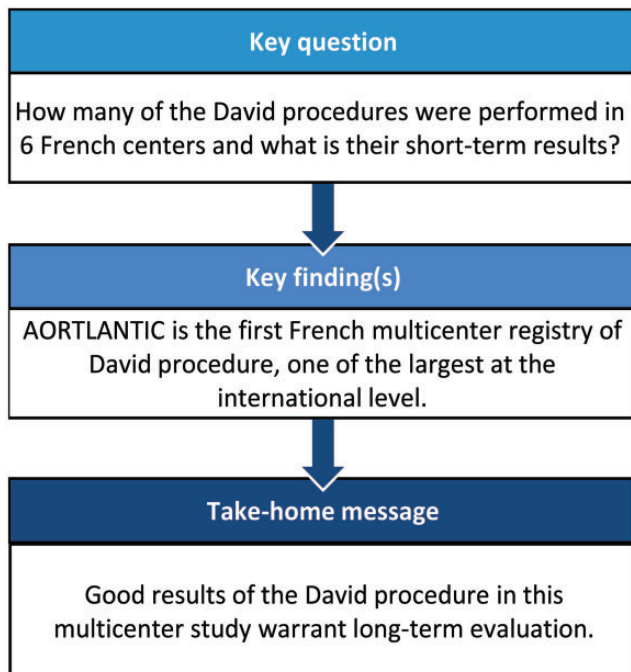 Key question
How many of the David procedures were performed in
6 French centers and what is their short-term results?
Key finding(s)
AORTLANTIC is the first French multicenter registry of
David procedure, one of the largest at the
international level.
Take-home message
Good results of the David procedure in this
multicenter study warrant long-term evaluation.